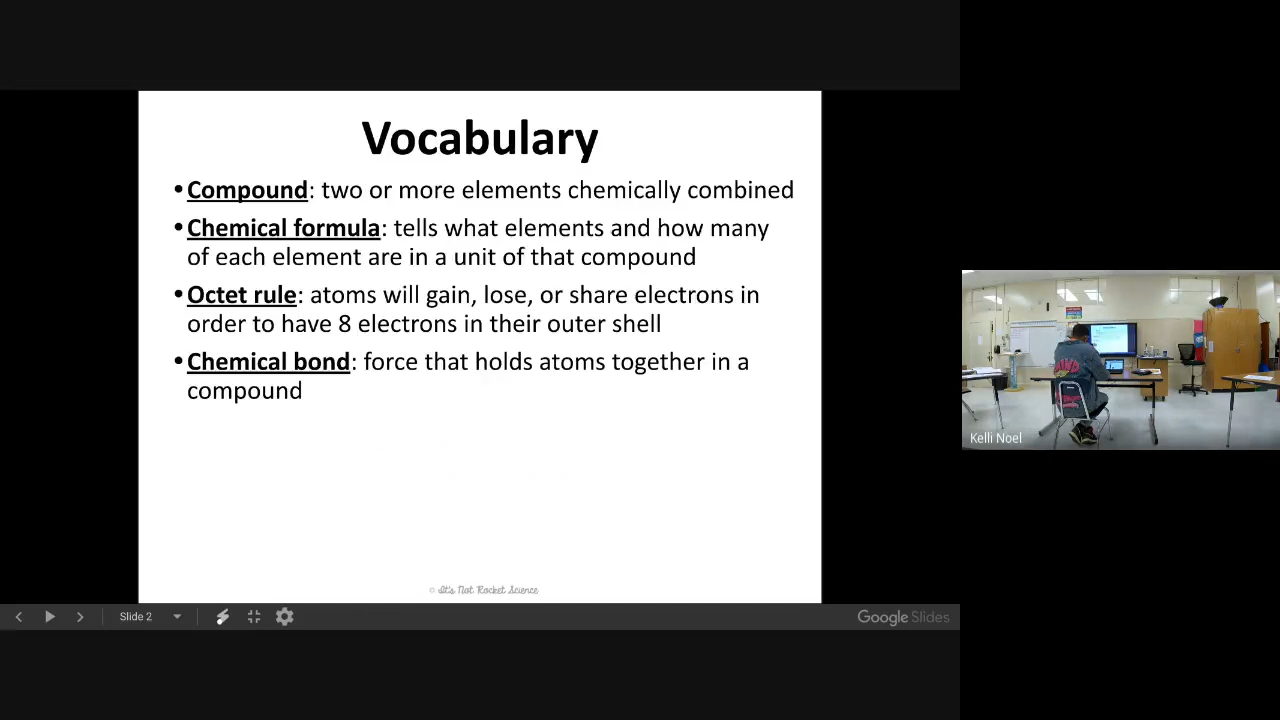 Vocabulary
•Compound: two or more elements chemically combined
•Chemical formula: tells what elements and how many
of each element are in a unit of that compound
•Octet rule: atoms will gain, lose, or share electrons in
order to have 8 electrons in their outer shell
•Chemical bond: force that holds atoms together in a
compound
© It's Not Rocket Science
Slide 2
Google Slides
Kelli Noel